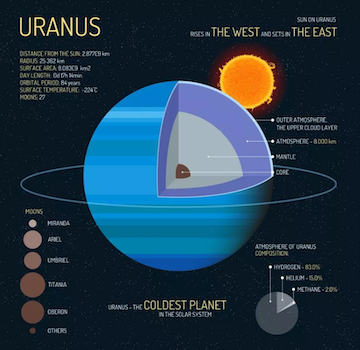 URANUS
SUN ON URANUS
RISES IN THE WEST AND SETS IN THE EAST
DISTANCE FROM THE SUN: 2.877E9 km
RADIUS: 25 362 km
SURFACE AREA: 8.083E9 km2
DAY LENGTH: 0d 17h 14min
ORBITAL PERIOD: 84 years
SURFACE TEMPERATURE: -224°C
MOONS: 27
OUTER ATMOSPHERE,
THE UPPER CLOUD LAYER
ATMOSPHERE - 8.000 km
MANTLE
CORE
MOONS
MIRANDA
ARIEL
UMBRIEL
TITANIA
OBERON
OTHERS
ATMOSPHERE OF URANUS
COMPOSITION:
HYDROGEN - 83.0%
HELIUM - 15.0%
METHANE - 2.0%
URANUS - THE COLDEST PLANET
IN THE SOLAR SYSTEM